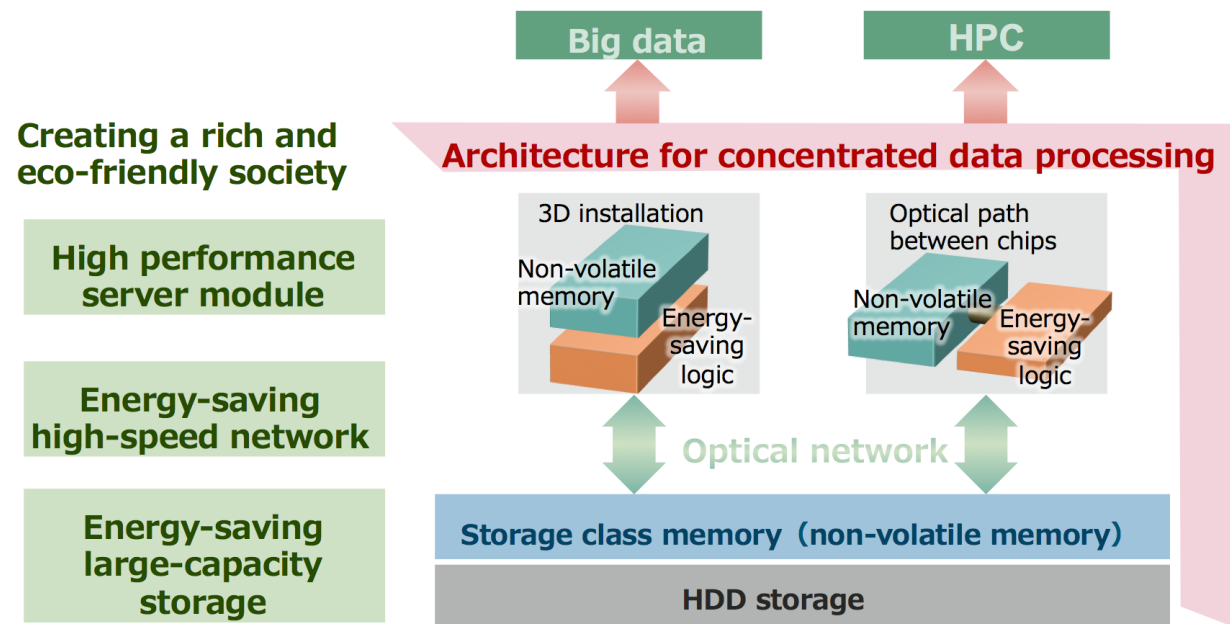 Big data
HPC
Creating a rich and
eco-friendly society
Architecture for concentrated data processing
High performance
server module
3D installation
Non-volatile
memory
Energy-
saving
logic
Optical path
between chips
Non-volatile
memory
Energy-
saving
logic
Energy-saving
high-speed network
Optical network
Energy-saving
large-capacity
storage
Storage class memory（non-volatile memory）
HDD storage